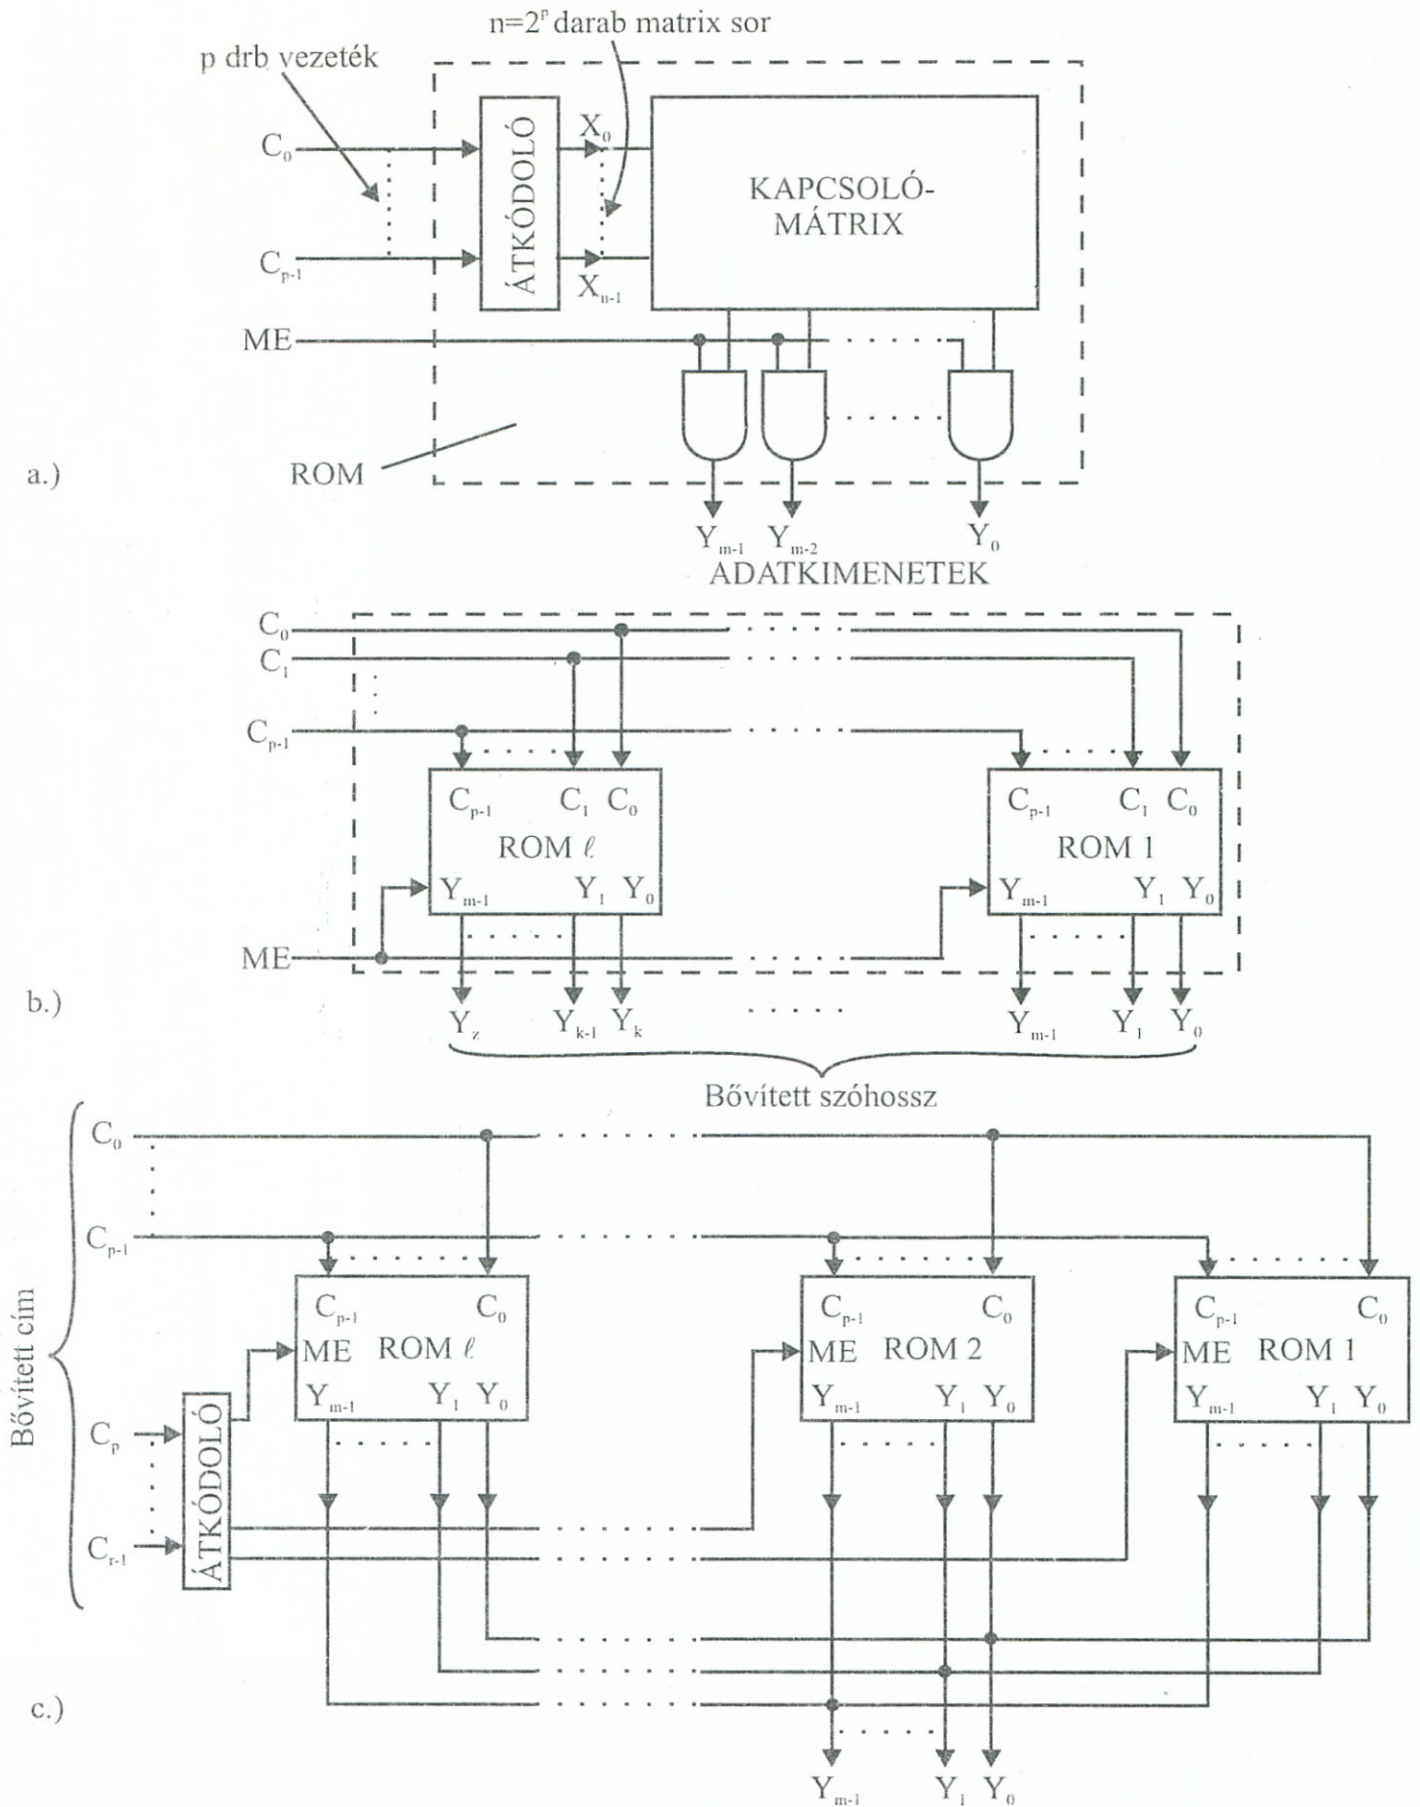 n=2ᵖ darab matrix sor
p drb vezeték
C₀
ÁTKÓDOLÓ
X₀
KAPCSOLÓ-
MÁTRIX
Cₚ₋₁
Xₙ₋₁
ME
ROM
a.)
Yₘ₋₁ Yₘ₋₂ Y₀
ADATKIMENETEK
C₀
C₁
Cₚ₋₁
Cₚ₋₁ C₁ C₀
ROM ℓ
Yₘ₋₁ Y₁ Y₀
Cₚ₋₁ C₁ C₀
ROM 1
Yₘ₋₁ Y₁ Y₀
ME
b.)
Y_z Yₖ₋₁ Yₖ Yₘ₋₁ Y₁ Y₀
Bővített szóhossz
Bővített cím
C₀
Cₚ₋₁
Cₚ₋₁ C₀
ME ROM ℓ
Yₘ₋₁ Y₁ Y₀
Cₚ₋₁ C₀
ME ROM 2
Yₘ₋₁ Y₁ Y₀
Cₚ₋₁ C₀
ME ROM 1
Yₘ₋₁ Y₁ Y₀
Cₚ
ÁTKÓDOLÓ
Cᵣ₋₁
c.)
Yₘ₋₁ Y₁ Y₀